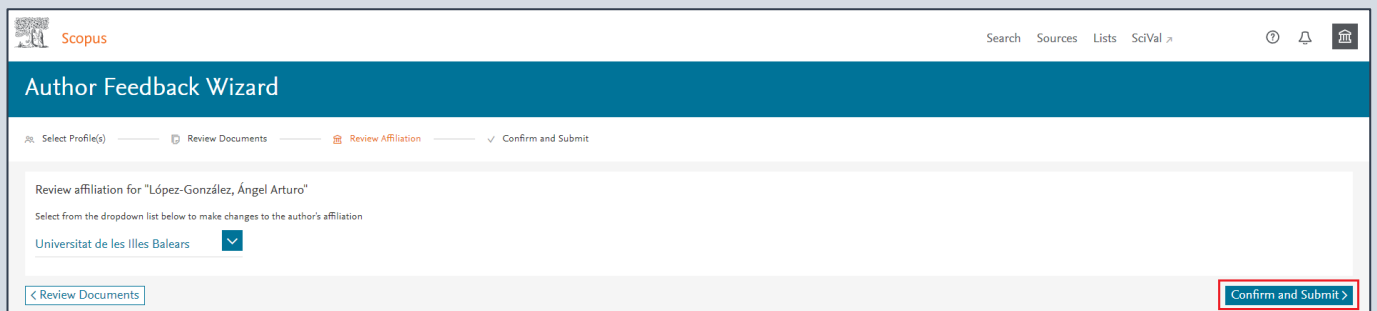 Scopus
Search Sources Lists SciVal ↗
Author Feedback Wizard
Select Profile(s) Review Documents Review Affiliation Confirm and Submit
Review affiliation for "López-González, Ángel Arturo"
Select from the dropdown list below to make changes to the author's affiliation
Universitat de les Illes Balears
< Review Documents
Confirm and Submit >